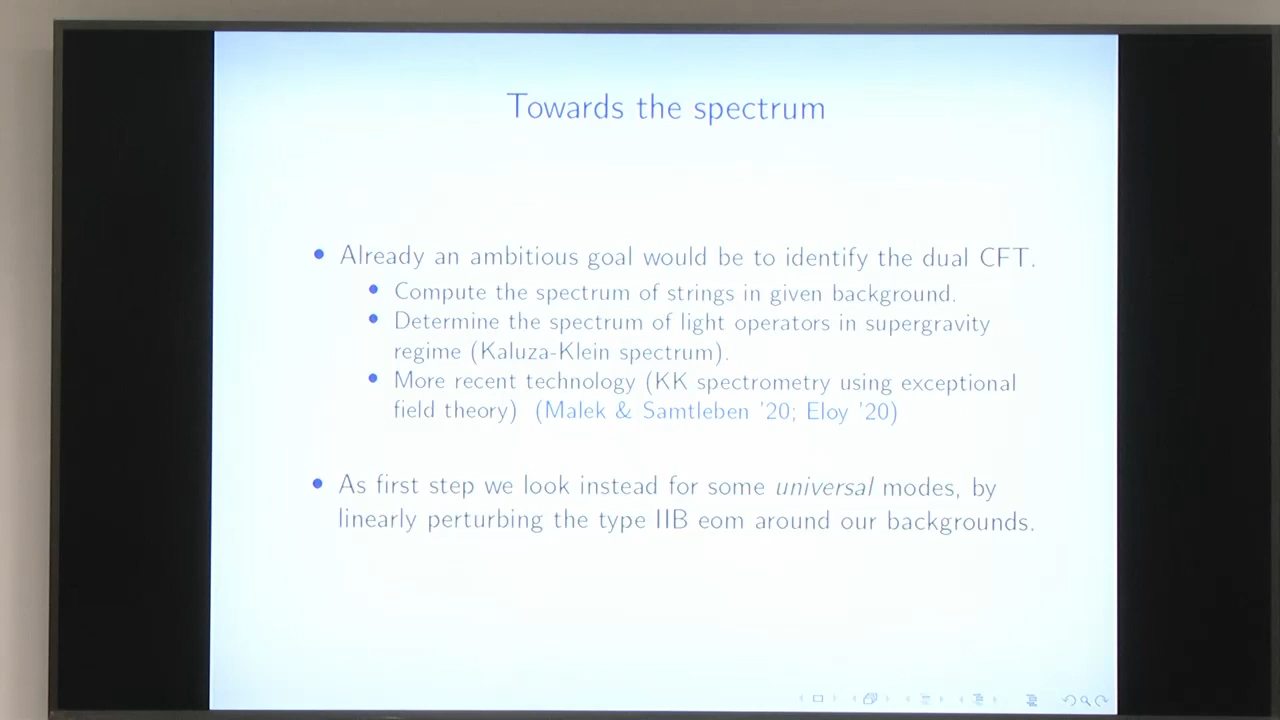 Towards the spectrum
• Already an ambitious goal would be to identify the dual CFT.
• Compute the spectrum of strings in given background.
• Determine the spectrum of light operators in supergravity
regime (Kaluza-Klein spectrum).
• More recent technology (KK spectrometry using exceptional
field theory) (Malek & Samtleben '20; Eloy '20)
• As first step we look instead for some universal modes, by
linearly perturbing the type IIB eom around our backgrounds.